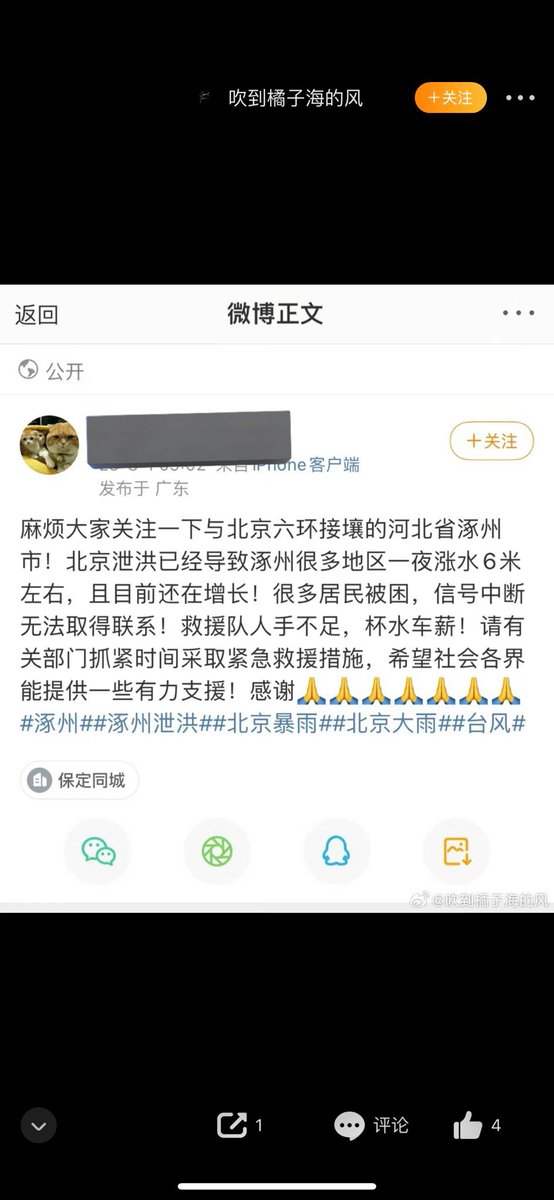 吹到橘子海的风
+关注
返回
微博正文
公开
+关注
iPhone客户端
发布于 广东
麻烦大家关注一下与北京六环接壤的河北省涿州
市！北京泄洪已经导致涿州很多地区一夜涨水6米
左右，且目前还在增长！很多居民被困，信号中断
无法取得联系！救援队人手不足，杯水车薪！请有
关部门抓紧时间采取紧急救援措施，希望社会各界
能提供一些有力支援！感谢🙏🙏🙏🙏🙏🙏🙏
#涿州##涿州泄洪##北京暴雨##北京大雨##台风#
保定同城
@吹到橘子海的风
1
评论
4